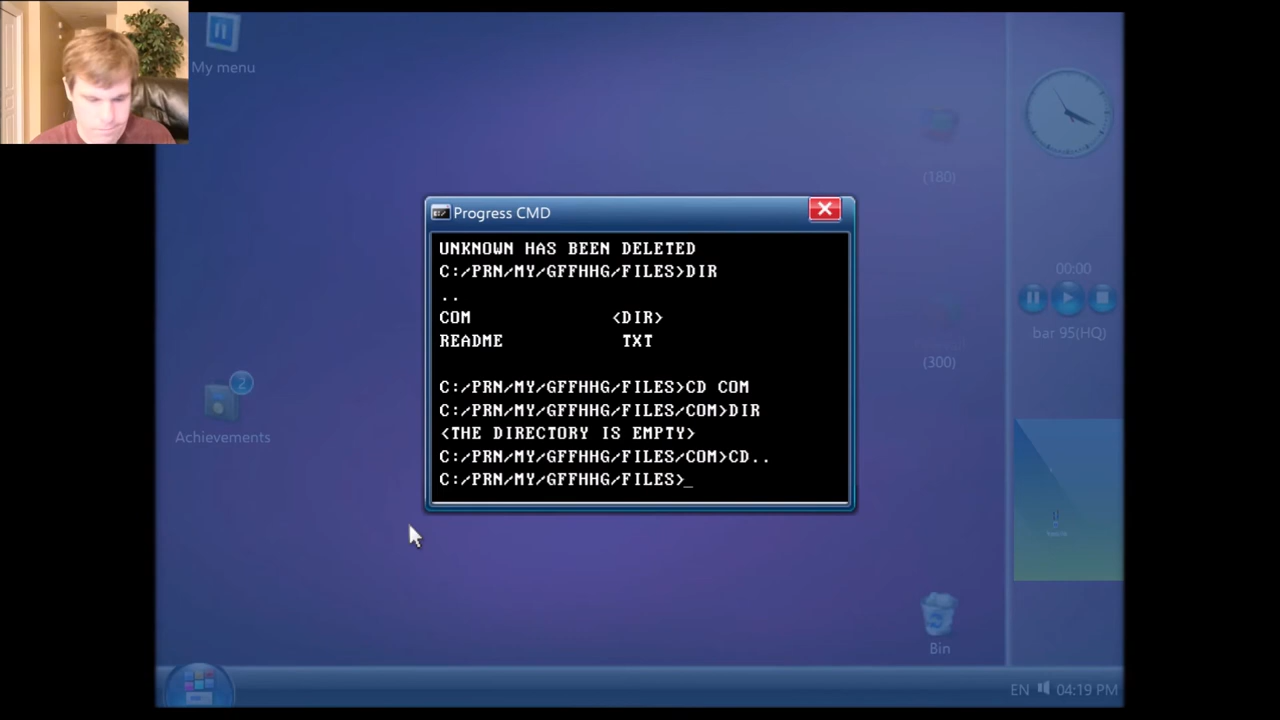 My menu
(180)
Progress CMD
UNKNOWN HAS BEEN DELETED
C:/PRN/MY/GFFHHG/FILES>DIR
..
COM <DIR>
README TXT
C:/PRN/MY/GFFHHG/FILES>CD COM
C:/PRN/MY/GFFHHG/FILES/COM>DIR
<THE DIRECTORY IS EMPTY>
C:/PRN/MY/GFFHHG/FILES/COM>CD..
C:/PRN/MY/GFFHHG/FILES>_
00:00
bar 95(HQ)
(300)
2
Achievements
Bin
EN 04:19 PM